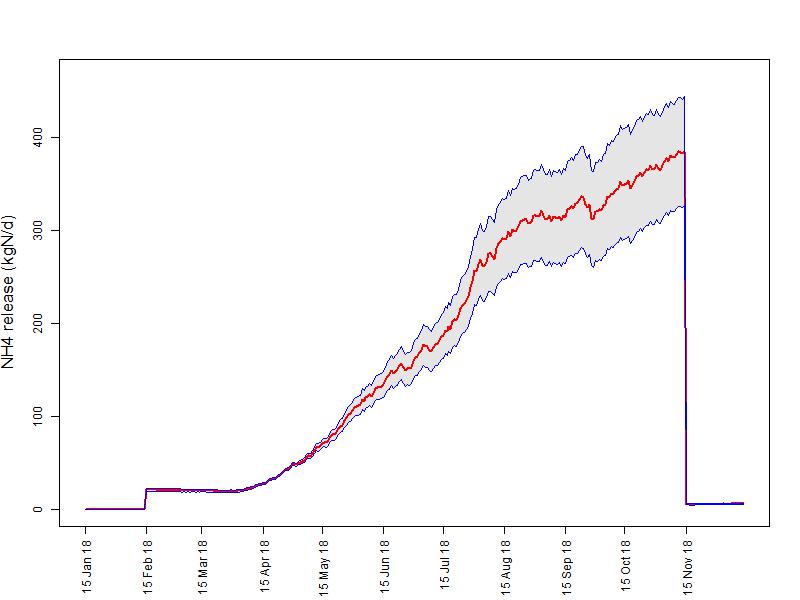 NH4 release (kgN/d)
400
300
200
100
0
15 Jan 18
15 Feb 18
15 Mar 18
15 Apr 18
15 May 18
15 Jun 18
15 Jul 18
15 Aug 18
15 Sep 18
15 Oct 18
15 Nov 18